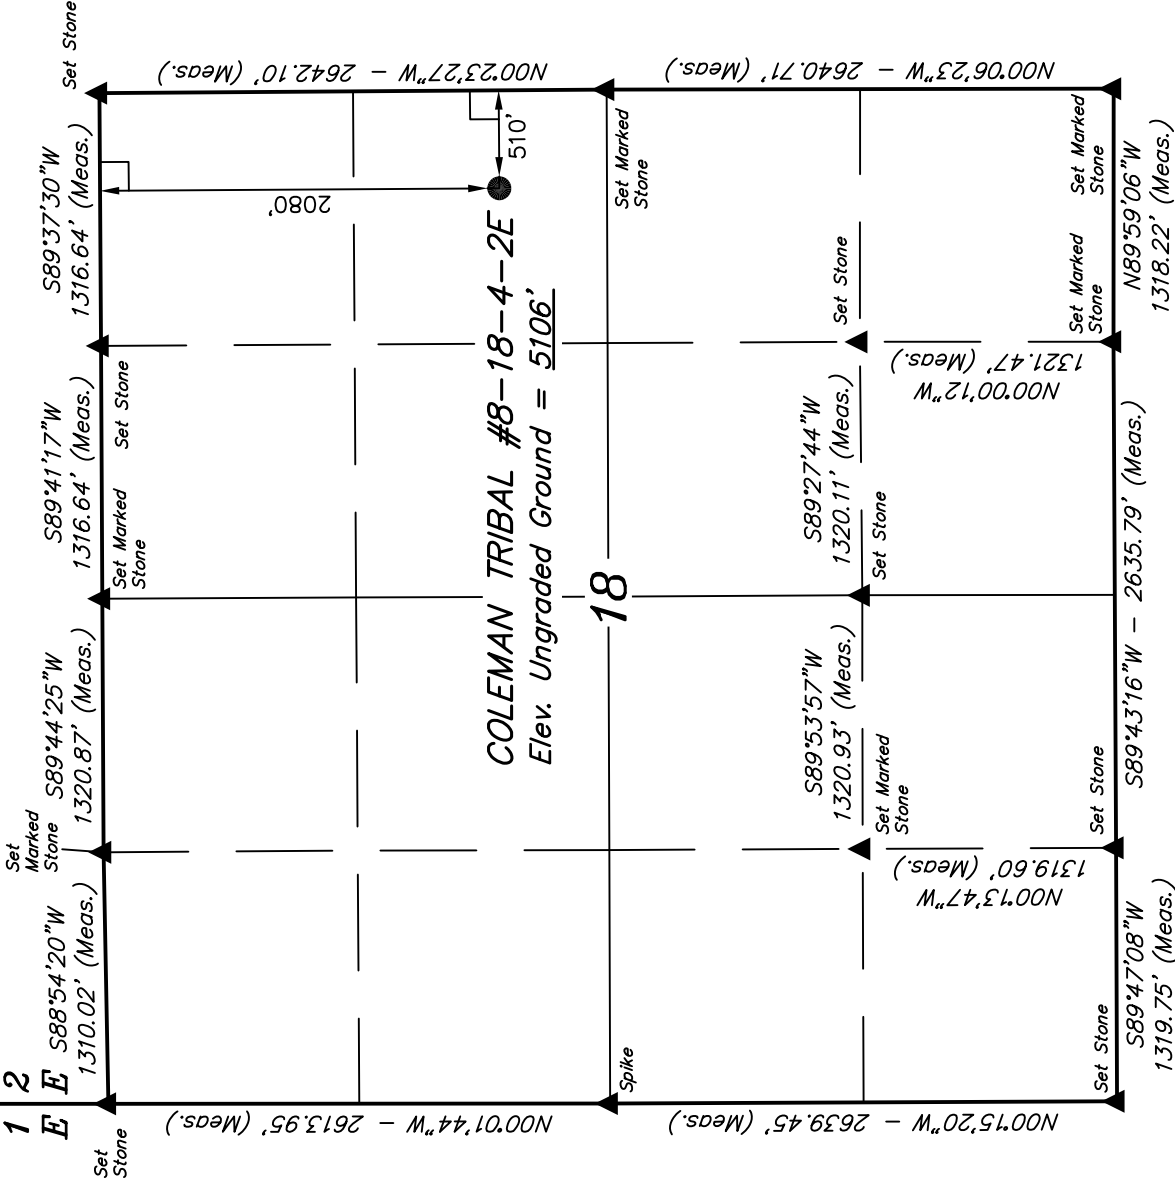 Set
Stone
1 2
E E
S88°54'20"W
1310.02' (Meas.)
Set
Marked
Stone
S89°44'25"W
1320.87' (Meas.)
Set Marked
Stone
S89°41'17"W
1316.64' (Meas.)
Set Stone
S89°37'30"W
1316.64' (Meas.)
Set Stone
N00°01'44"W - 2613.95' (Meas.)
N00°23'27"W - 2642.10' (Meas.)
2080'
510'
COLEMAN TRIBAL #8-18-4-2E
Elev. Ungraded Ground = 5106'
Spike
18
Set Marked
Stone
N00°15'20"W - 2639.45' (Meas.)
S89°53'57"W
1320.93' (Meas.)
S89°27'44"W
1320.11' (Meas.)
Set Stone
Set Marked
Stone
Set Stone
N00°13'47"W
1319.60' (Meas.)
N00°00'12"W
1321.47' (Meas.)
N00°06'23"W - 2640.71' (Meas.)
Set Stone
Set Stone
Set Marked
Stone
Set Marked
Stone
S89°47'08"W
1319.75' (Meas.)
S89°43'16"W - 2635.79' (Meas.)
N89°59'06"W
1318.22' (Meas.)